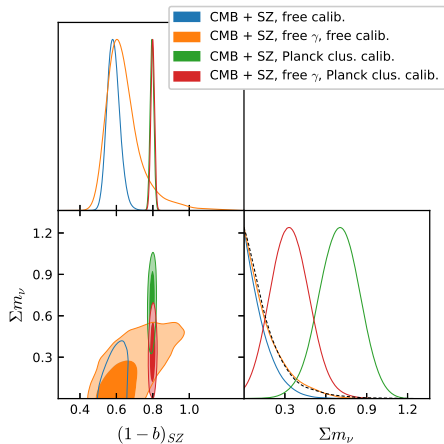 CMB + SZ, free calib.
CMB + SZ, free γ, free calib.
CMB + SZ, Planck clus. calib.
CMB + SZ, free γ, Planck clus. calib.
1.2
0.9
0.6
0.3
Σm_ν
0.4 0.6 0.8 1.0
(1 − b)_{SZ}
0.3 0.6 0.9 1.2
Σm_ν